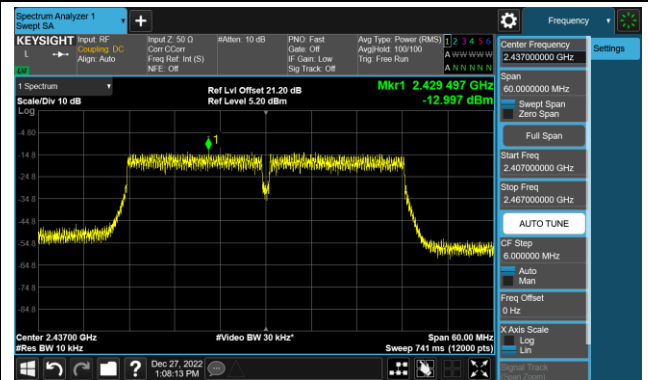 Spectrum Analyzer 1
Swept SA
Frequency
KEYSIGHT
Input: RF
Coupling: DC
Align: Auto
Input Z: 50 Ω
Corr CCorr
Freq Ref: Int (S)
NFE: Off
#Atten: 10 dB
PNO: Fast
Gate: Off
IF Gain: Low
Sig Track: Off
Avg Type: Power (RMS)
Avg|Hold: 100/100
Trig: Free Run
1 2 3 4 5 6
A W W W W W
A N N N N N
L
LXI
1 Spectrum
Scale/Div 10 dB
Log
Ref Lvl Offset 21.20 dB
Ref Level 5.20 dBm
Mkr1 2.429 497 GHz
-12.997 dBm
1
-4.80
-14.8
-24.8
-34.8
-44.8
-54.8
-64.8
-74.8
-84.8
Center 2.43700 GHz
#Res BW 10 kHz
#Video BW 30 kHz*
Span 60.00 MHz
Sweep 741 ms (12000 pts)
Dec 27, 2022
1:08:13 PM
Center Frequency
2.437000000 GHz
Settings
Span
60.0000000 MHz
Swept Span
Zero Span
Full Span
Start Freq
2.407000000 GHz
Stop Freq
2.467000000 GHz
AUTO TUNE
CF Step
6.000000 MHz
Auto
Man
Freq Offset
0 Hz
X Axis Scale
Log
Lin
Signal Track
(Span Zoom)